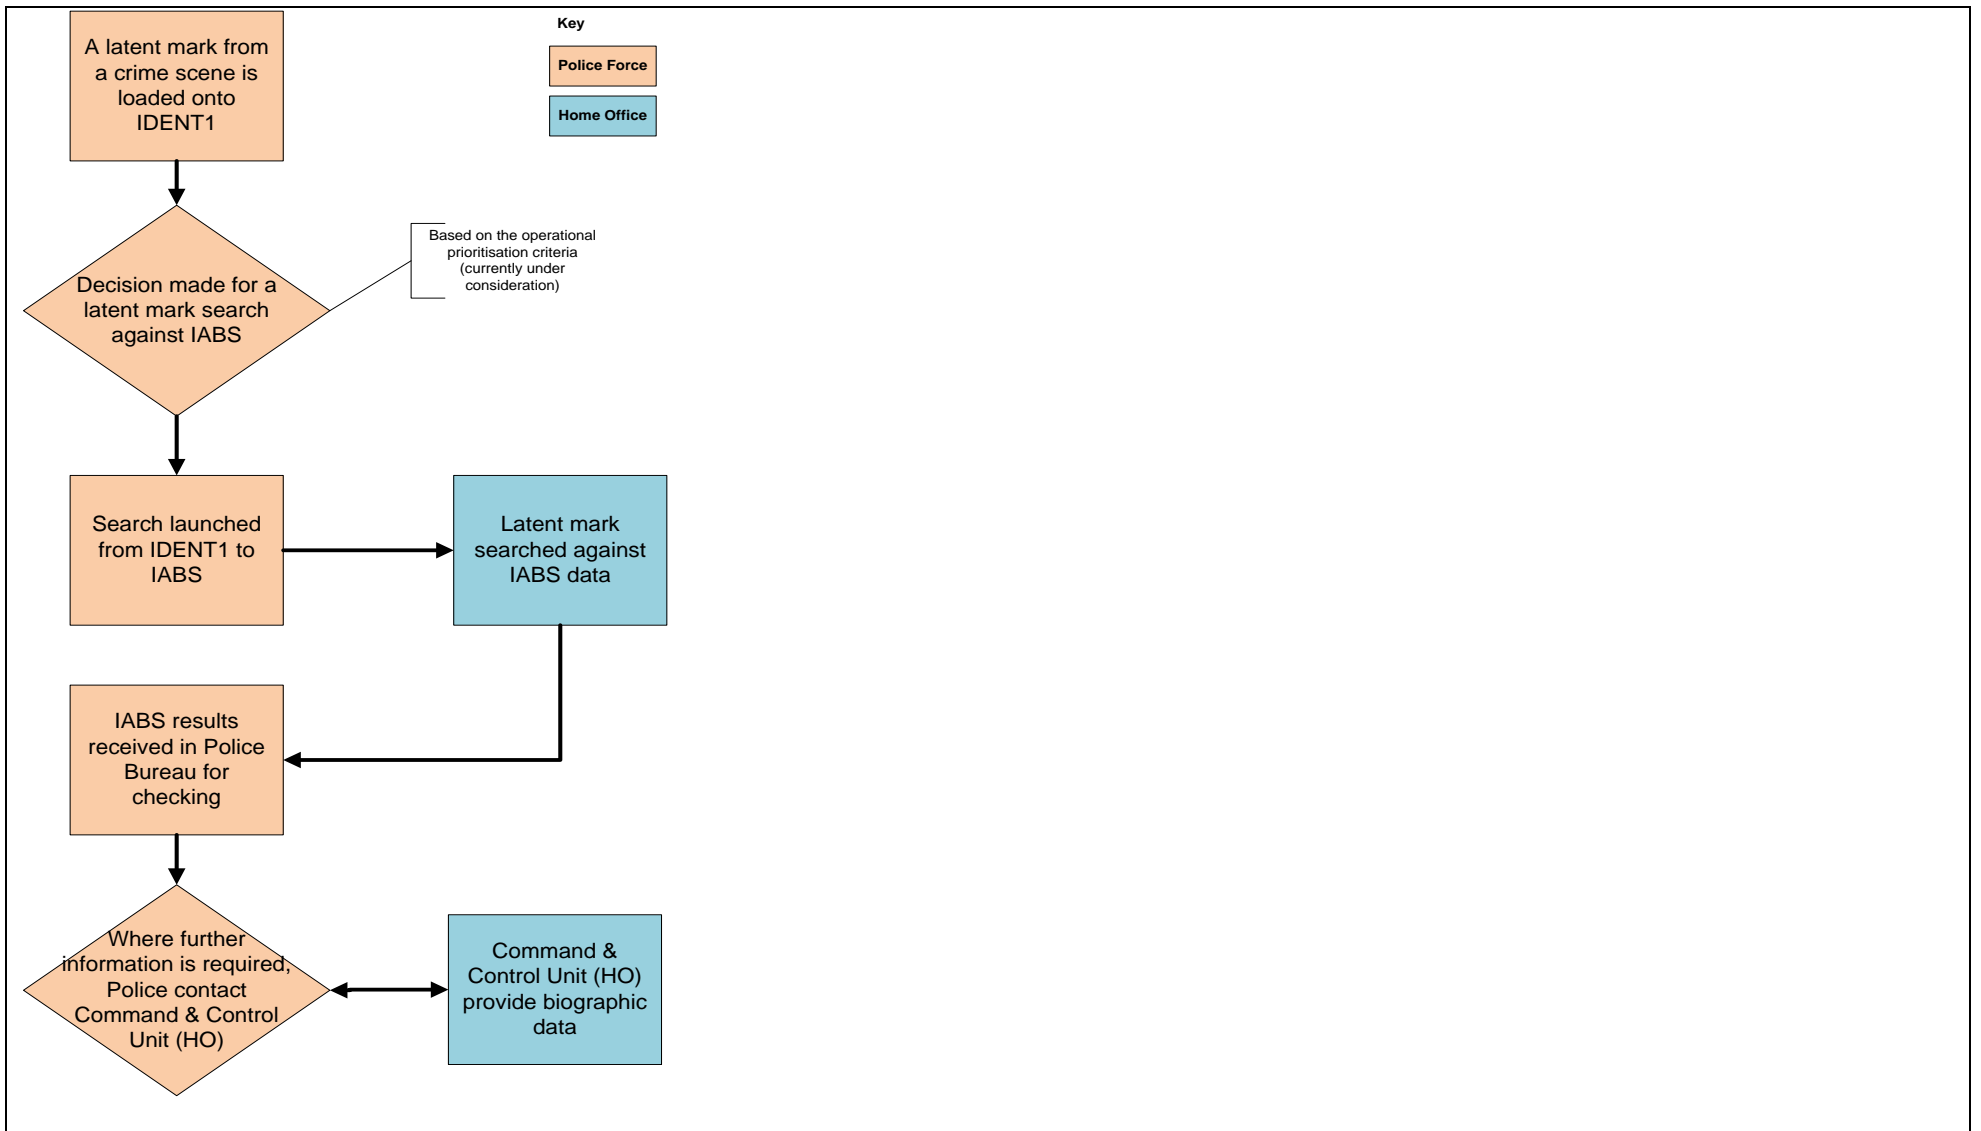 A latent mark from
a crime scene is
loaded onto
IDENT1
Key
Police Force
Home Office
Based on the operational
prioritisation criteria
(currently under
consideration)
Decision made for a
latent mark search
against IABS
Search launched
from IDENT1 to
IABS
Latent mark
searched against
IABS data
IABS results
received in Police
Bureau for
checking
Where further
information is required,
Police contact
Command & Control
Unit (HO)
Command &
Control Unit (HO)
provide biographic
data